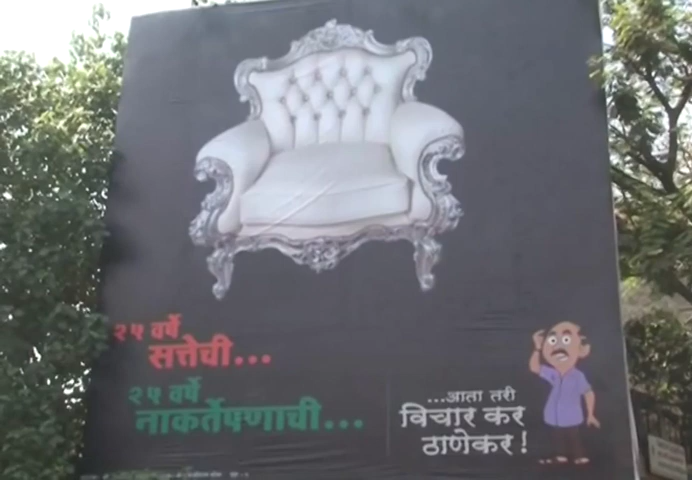 २५ वर्षे
सत्तेची...
२५ वर्षे
नाकर्तेपणाची...
...आता तरी
विचार कर
ठाणेकर!